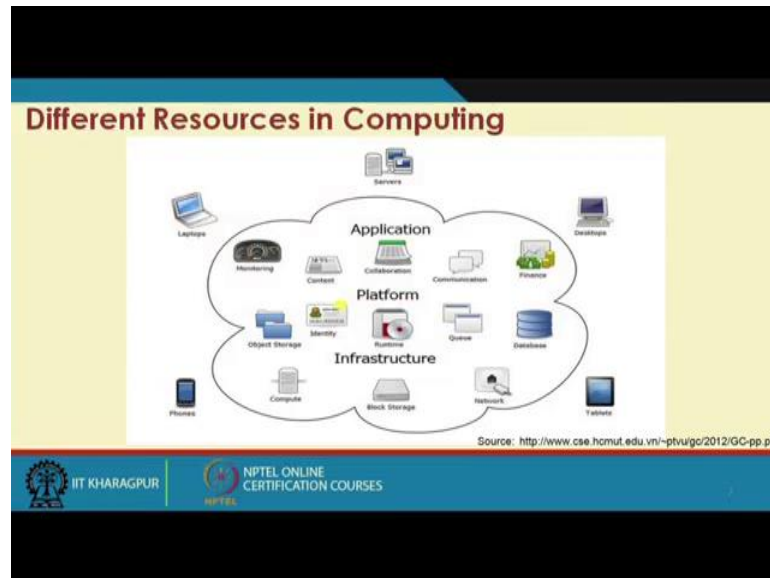 Different Resources in Computing
Servers
Laptops
Desktops
Application
Monitoring
Content
Collaboration
Communication
Finance
Platform
Object Storage
Identity
Runtime
Queue
Database
Infrastructure
Compute
Block Storage
Network
Phones
Tablets
Source: http://www.cse.hcmut.edu.vn/~ptvu/gc/2012/GC-pp.p
IIT KHARAGPUR
NPTEL
NPTEL ONLINE
CERTIFICATION COURSES